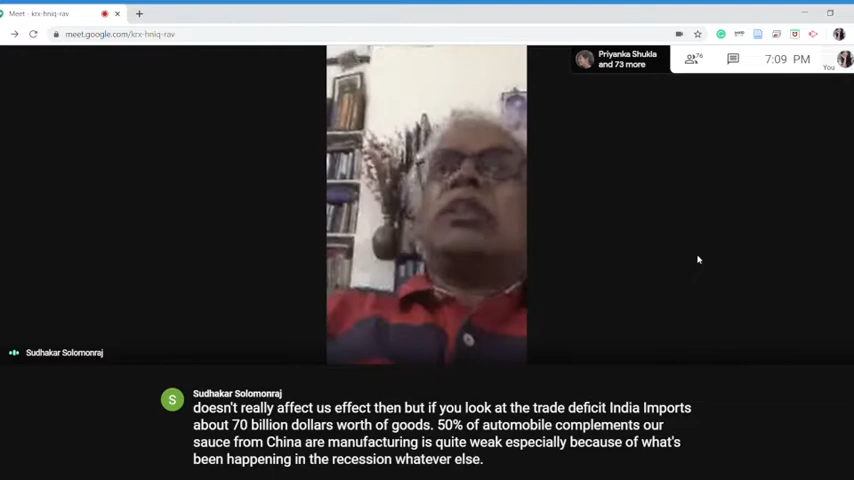 Meet - krx-hniq-rav
meet.google.com/krx-hniq-rav
Priyanka Shukla
and 73 more
76
7:09 PM
You
Sudhakar Solomonraj
S
Sudhakar Solomonraj
doesn't really affect us effect then but if you look at the trade deficit India Imports
about 70 billion dollars worth of goods. 50% of automobile complements our
sauce from China are manufacturing is quite weak especially because of what's
been happening in the recession whatever else.